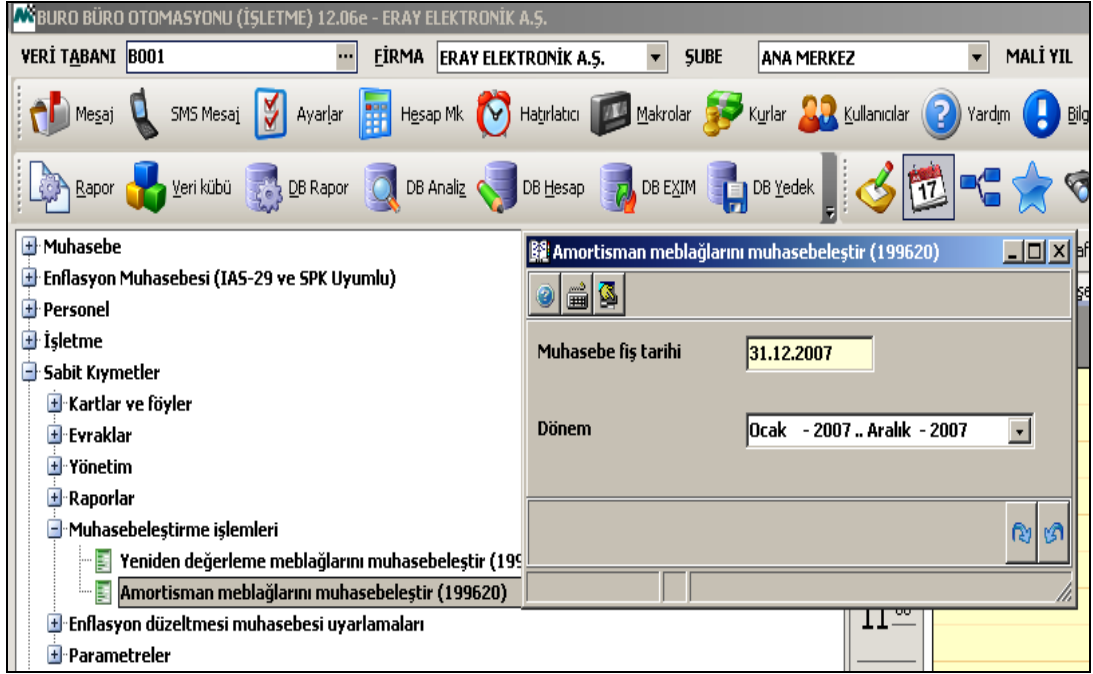 BURO BÜRO OTOMASYONU (İŞLETME) 12.06e - ERAY ELEKTRONİK A.Ş.
VERİ TABANI B001 ... FİRMA ERAY ELEKTRONİK A.Ş. ŞUBE ANA MERKEZ MALİ YIL
Mesaj SMS Mesaj Ayarlar Hesap Mk Hatırlatıcı Makrolar Kurlar Kullanıcılar Yardım Bilg
Rapor Veri kübü DB Rapor DB Analiz DB Hesap DB EXIM DB Yedek 17
Muhasebe
Enflasyon Muhasebesi (IAS-29 ve SPK Uyumlu)
Personel
İşletme
Sabit Kıymetler
Kartlar ve föyler
Evraklar
Yönetim
Raporlar
Muhasebeleştirme işlemleri
Yeniden değerleme meblağlarını muhasebeleştir (199
Amortisman meblağlarını muhasebeleştir (199620)
Enflasyon düzeltmesi muhasebesi uyarlamaları
Parametreler
Amortisman meblağlarını muhasebeleştir (199620)
Muhasebe fiş tarihi 31.12.2007
Dönem Ocak - 2007 .. Aralık - 2007
11 00